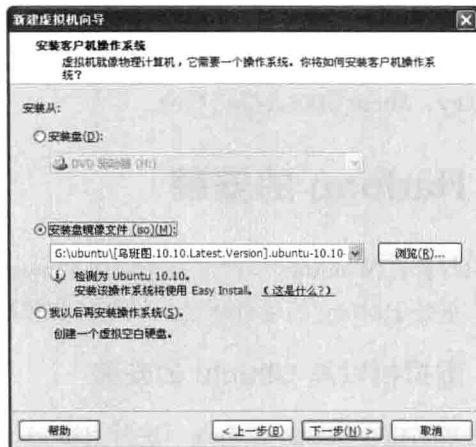 新建虚拟机向导
安装客户机操作系统
虚拟机就像物理计算机，它需要一个操作系统。你将如何安装客户机操作系
统？
安装从：
安装盘(D)：
DVD 驱动器 (H:)
安装盘镜像文件 (iso)(M)：
G:\ubuntu\[乌班图.10.10.Latest.Version].ubuntu-10.10- 浏览(R)...
检测为 Ubuntu 10.10。
安装该操作系统将使用 Easy Install。 (这是什么?)
我以后再安装操作系统(S)。
创建一个虚拟空白硬盘。
帮助 < 上一步(B) 下一步(N) > 取消